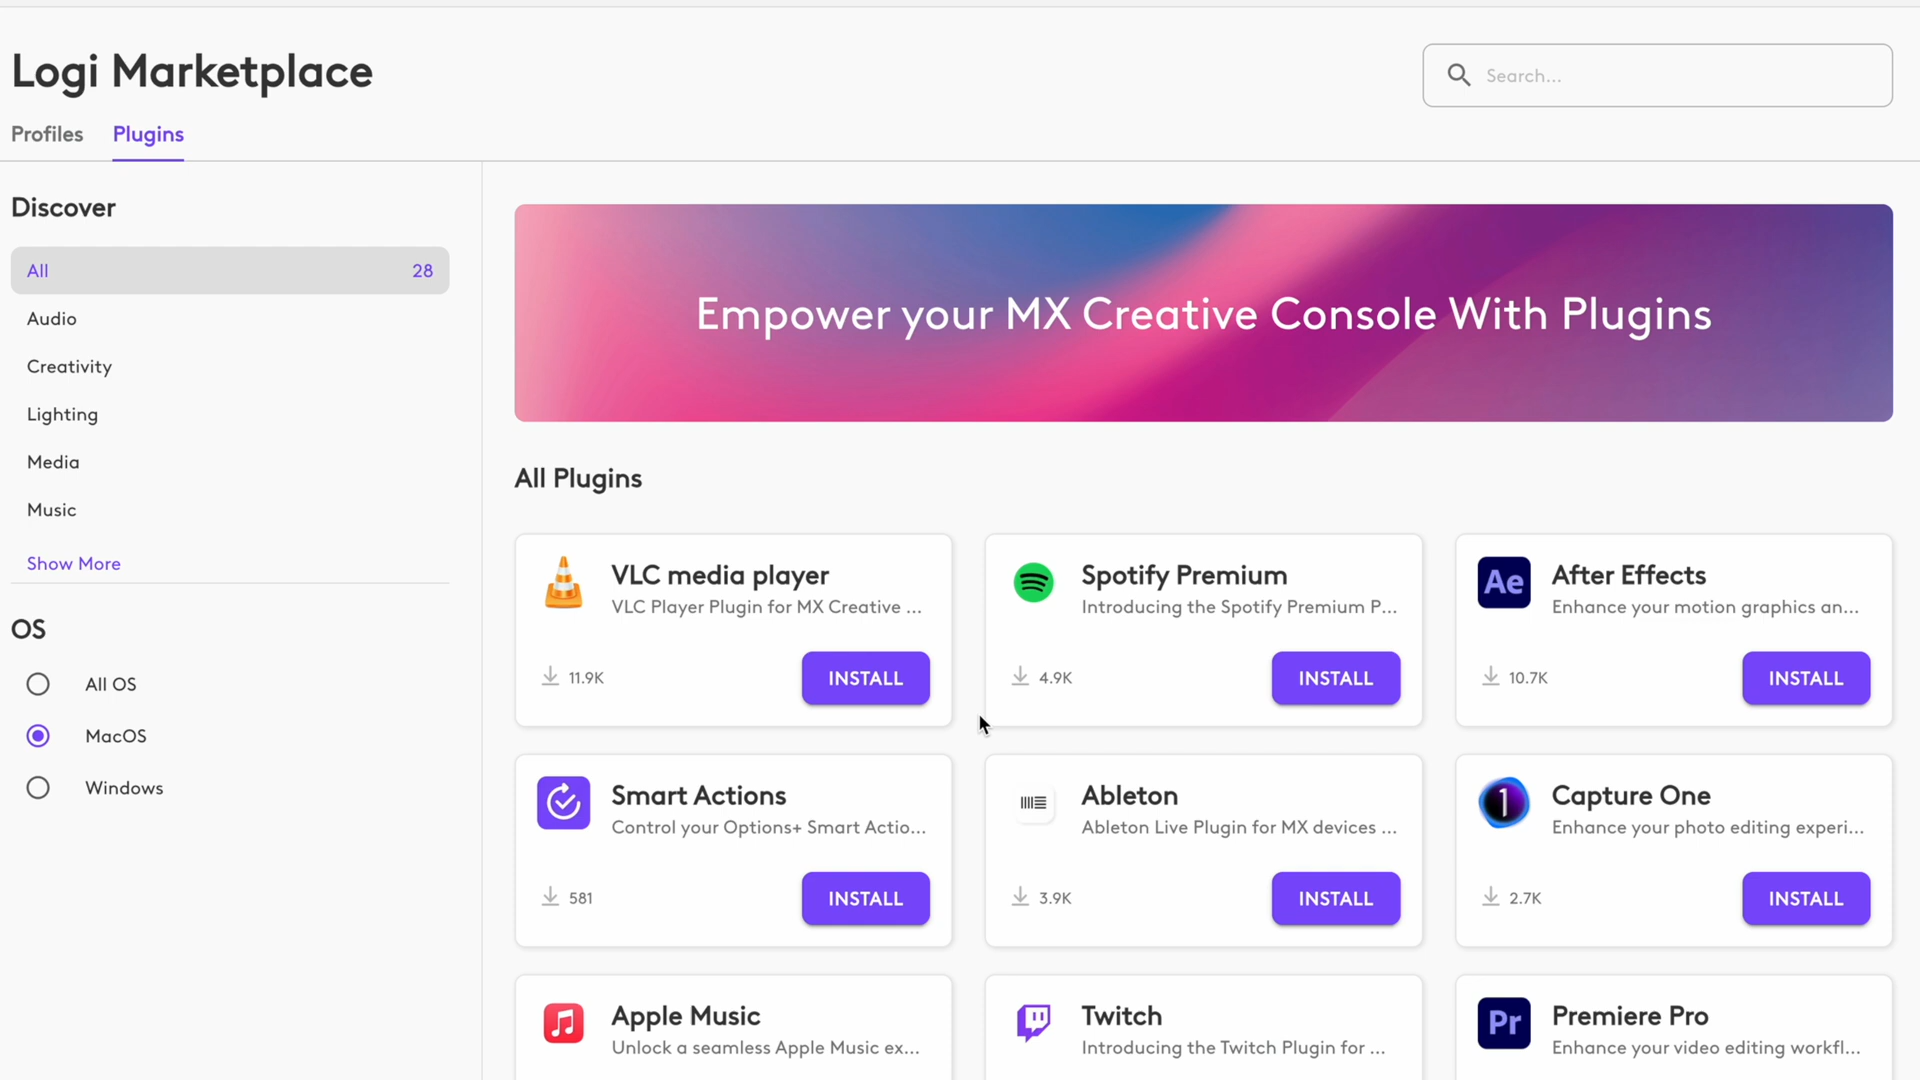 Logi Marketplace
Search...
Profiles
Plugins
Discover
All 28
Audio
Creativity
Lighting
Media
Music
Show More
OS
All OS
MacOS
Windows
Empower your MX Creative Console With Plugins
All Plugins
VLC media player
VLC Player Plugin for MX Creative ...
11.9K
INSTALL
Spotify Premium
Introducing the Spotify Premium P...
4.9K
INSTALL
Ae
After Effects
Enhance your motion graphics an...
10.7K
INSTALL
Smart Actions
Control your Options+ Smart Actio...
581
INSTALL
Ableton
Ableton Live Plugin for MX devices ...
3.9K
INSTALL
1
Capture One
Enhance your photo editing experi...
2.7K
INSTALL
Apple Music
Unlock a seamless Apple Music ex...
Twitch
Introducing the Twitch Plugin for ...
Pr
Premiere Pro
Enhance your video editing workfl...